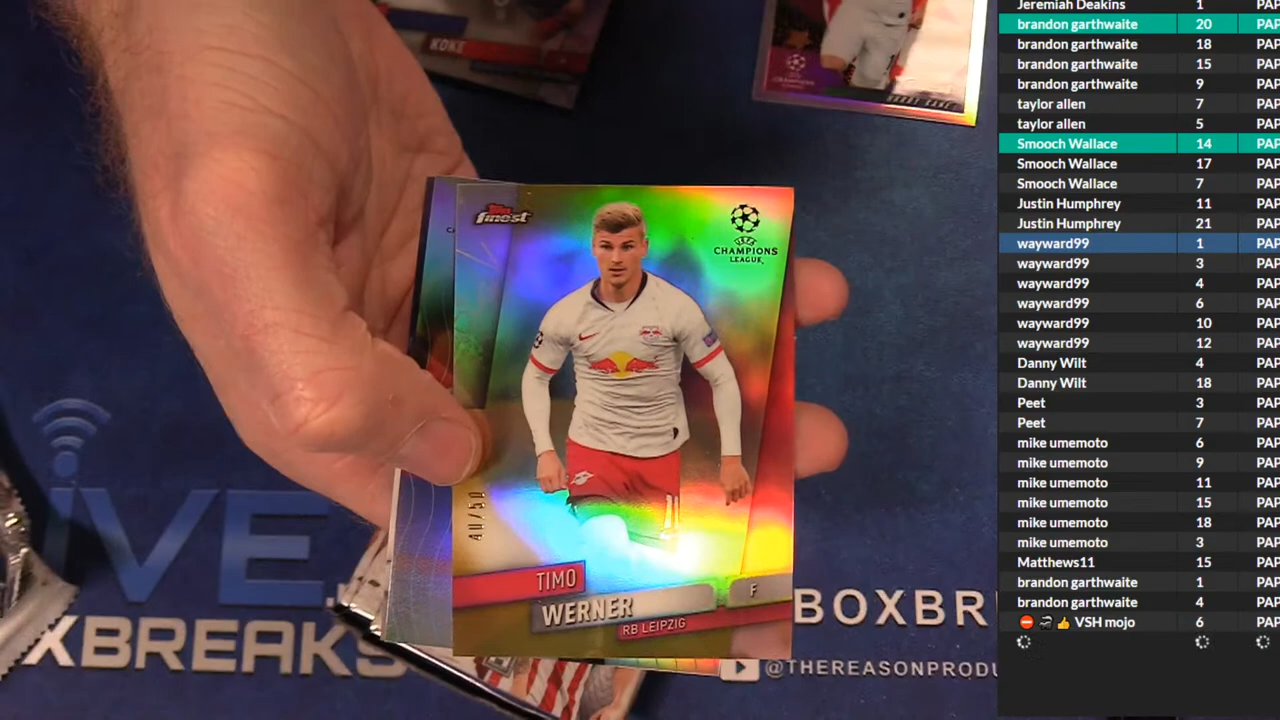 KOKE
HARRY KANE
Topps
finest
UEFA
CHAMPIONS
LEAGUE
40/50
TIMO
WERNER
F
RB LEIPZIG
iVE
XBREAKS
BOXBR
@THEREASONPRODU
Jeremiah Deakins 1 PAP
brandon garthwaite 20 PAP
brandon garthwaite 18 PAP
brandon garthwaite 15 PAP
brandon garthwaite 9 PAP
taylor allen 7 PAP
taylor allen 5 PAP
Smooch Wallace 14 PAP
Smooch Wallace 17 PAP
Smooch Wallace 7 PAP
Justin Humphrey 11 PAP
Justin Humphrey 21 PAP
wayward99 1 PAP
wayward99 3 PAP
wayward99 4 PAP
wayward99 6 PAP
wayward99 10 PAP
wayward99 12 PAP
Danny Wilt 4 PAP
Danny Wilt 18 PAP
Peet 3 PAP
Peet 7 PAP
mike umemoto 6 PAP
mike umemoto 9 PAP
mike umemoto 11 PAP
mike umemoto 15 PAP
mike umemoto 18 PAP
mike umemoto 3 PAP
Matthews11 15 PAP
brandon garthwaite 1 PAP
brandon garthwaite 4 PAP
VSH mojo 6 PAP